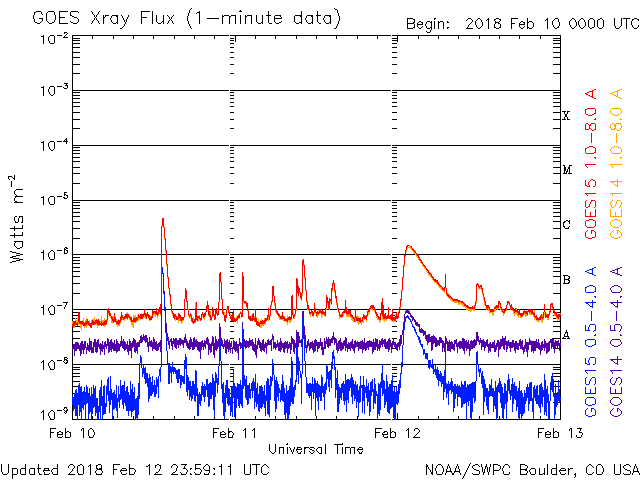 GOES Xray Flux (1-minute data)
Begin: 2018 Feb 10 0000 UTC
10-2
10-3
10-4
10-5
10-6
10-7
10-8
10-9
Watts m-2
X
M
C
B
A
GOES15 1.0-8.0 A
GOES14 1.0-8.0 A
GOES15 0.5-4.0 A
GOES14 0.5-4.0 A
Feb 10
Feb 11
Feb 12
Feb 13
Universal Time
Updated 2018 Feb 12 23:59:11 UTC
NOAA/SWPC Boulder, CO USA